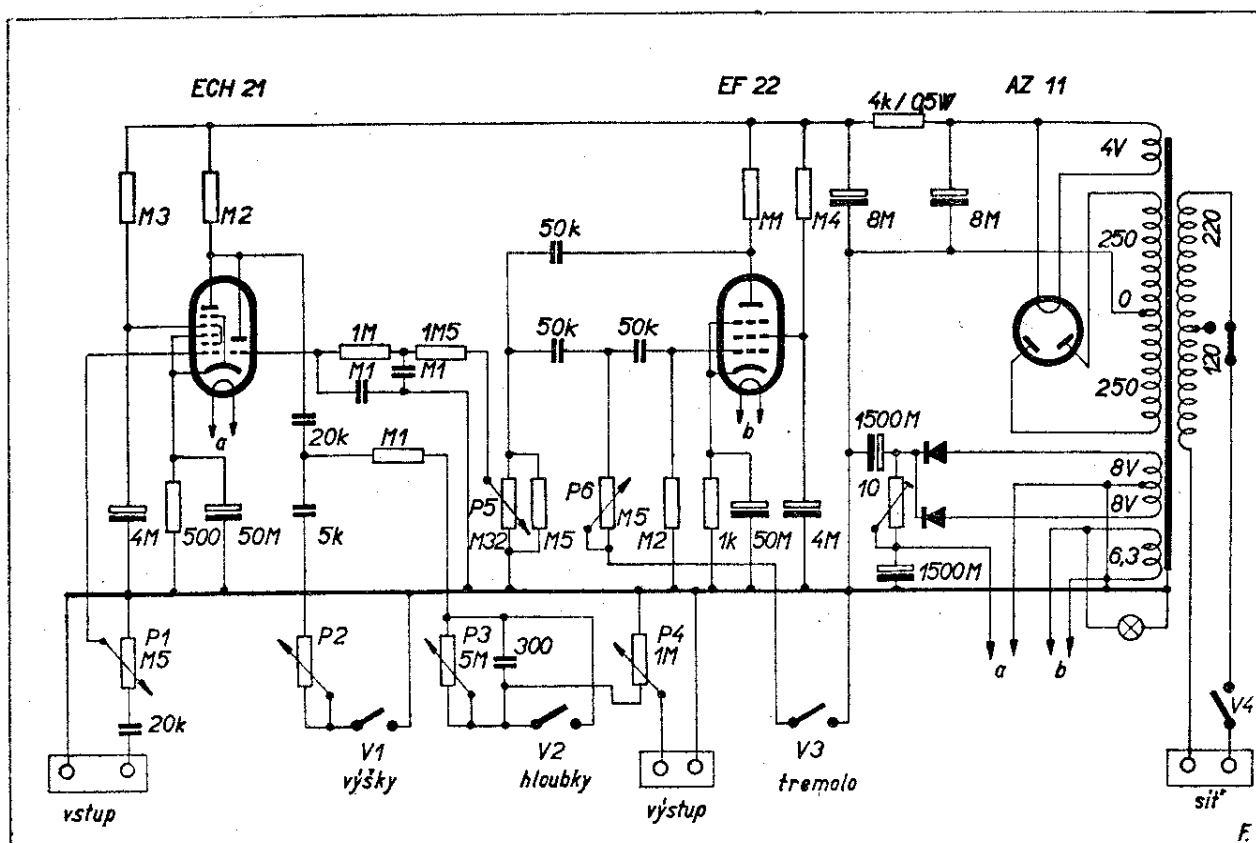 ECH 21
EF 22
AZ 11
4k/0,5W
4V
M3
M2
M1
M4
8M
8M
250
220
50k
0
50k
50k
1M
1M5
M1
M1
120
250
a
b
20k
M1
1500M
10
8V
8V
P5
M32
M5
P6
M5
M2
1k
50M
4M
4M
500
50M
5k
1500M
6,3
P1
M5
P2
P3
5M
300
P4
1M
a
b
20k
V1
výšky
V2
hloubky
V3
tremolo
V4
vstup
výstup
síť